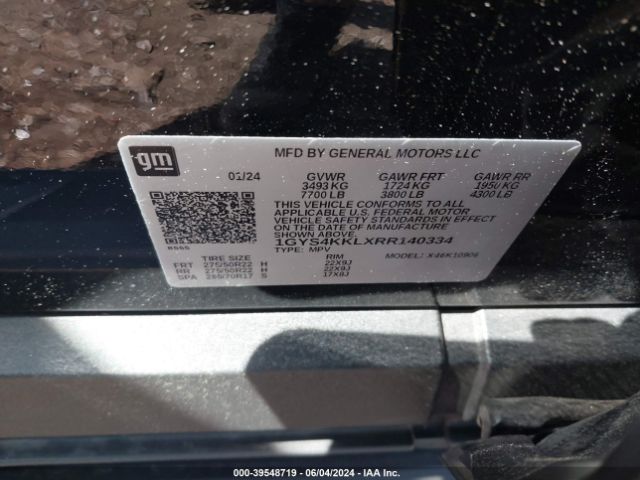 gm
MFD BY GENERAL MOTORS LLC
01/24 GVWR GAWR FRT GAWR RR
3493 KG 1724 KG 1950 KG
7700 LB 3800 LB 4300 LB
THIS VEHICLE CONFORMS TO ALL
APPLICABLE U.S. FEDERAL MOTOR
VEHICLE SAFETY STANDARDS IN EFFECT
ON THE DATE OF MANUFACTURE SHOWN ABOVE.
1GYS4KKLXRR140334
TYPE: MPV MODEL: X46K10906
TIRE SIZE RIM
FRT 275/50R22 H 22X9J
RR 275/50R22 H 22X9J
SPA 265/70R17 S 17X8J
000-39548719 - 06/04/2024 - IAA Inc.